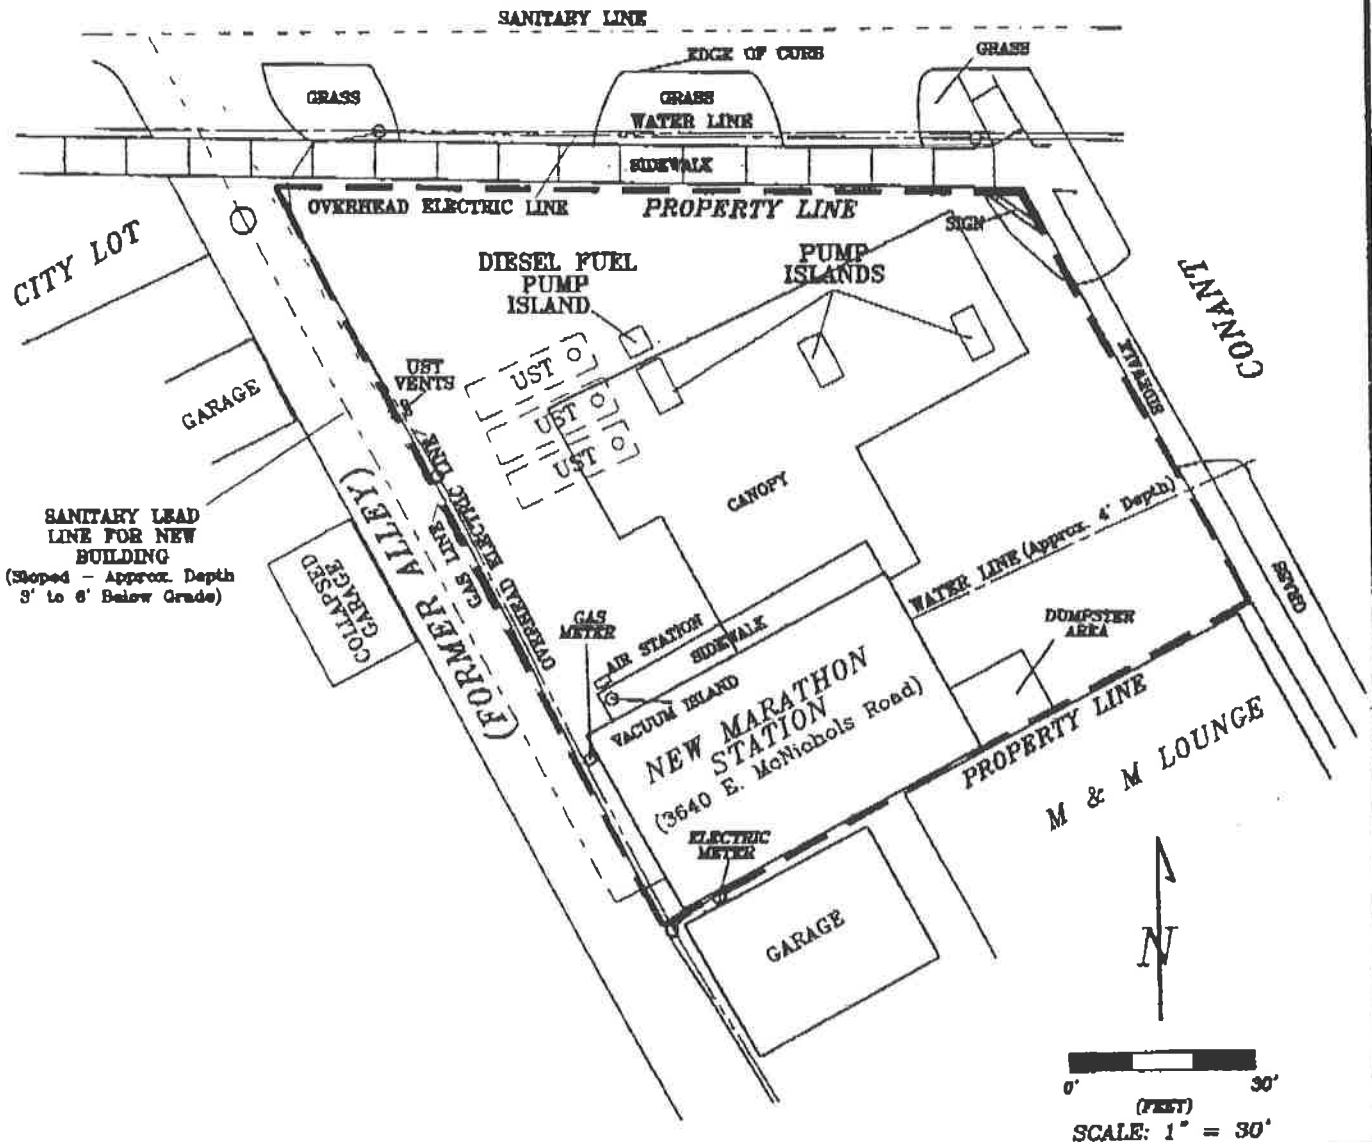 SANITARY LINE
EDGE OF CURB
GRASS
GRASS
GRASS
WATER LINE
SIDEWALK
OVERHEAD ELECTRIC LINE
PROPERTY LINE
SIGN
CITY LOT
DIESEL FUEL
PUMP
ISLAND
PUMP
ISLANDS
CONANT
UST
VENTS
UST
UST
UST
SIDEWALK
GARAGE
CANOPY
GAS LINE
OVERHEAD ELECTRIC LINE
SANITARY LEAD
LINE FOR NEW
BUILDING
(Sloped - Approx. Depth
3' to 6' Below Grade)
(FORMER ALLEY)
COLLAPSED
GARAGE
WATER LINE (Approx. 4' Depth)
GRASS
GAS
METER
AIR STATION
SIDEWALK
DUMPSTER
AREA
VACUUM ISLAND
NEW MARATHON
STATION
(3640 E. McNichols Road)
PROPERTY LINE
M & M LOUNGE
ELECTRIC
METER
GARAGE
N
0' 30'
(FEET)
SCALE: 1" = 30'